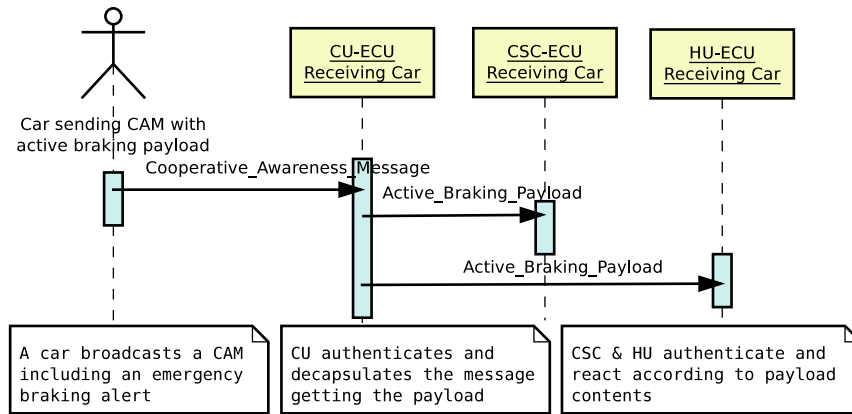 CU-ECU
Receiving Car
CSC-ECU
Receiving Car
HU-ECU
Receiving Car
Car sending CAM with
active braking payload
Cooperative_Awareness_Message
Active_Braking_Payload
Active_Braking_Payload
A car broadcasts a CAM
including an emergency
braking alert
CU authenticates and
decapsulates the message
getting the payload
CSC & HU authenticate and
react according to payload
contents